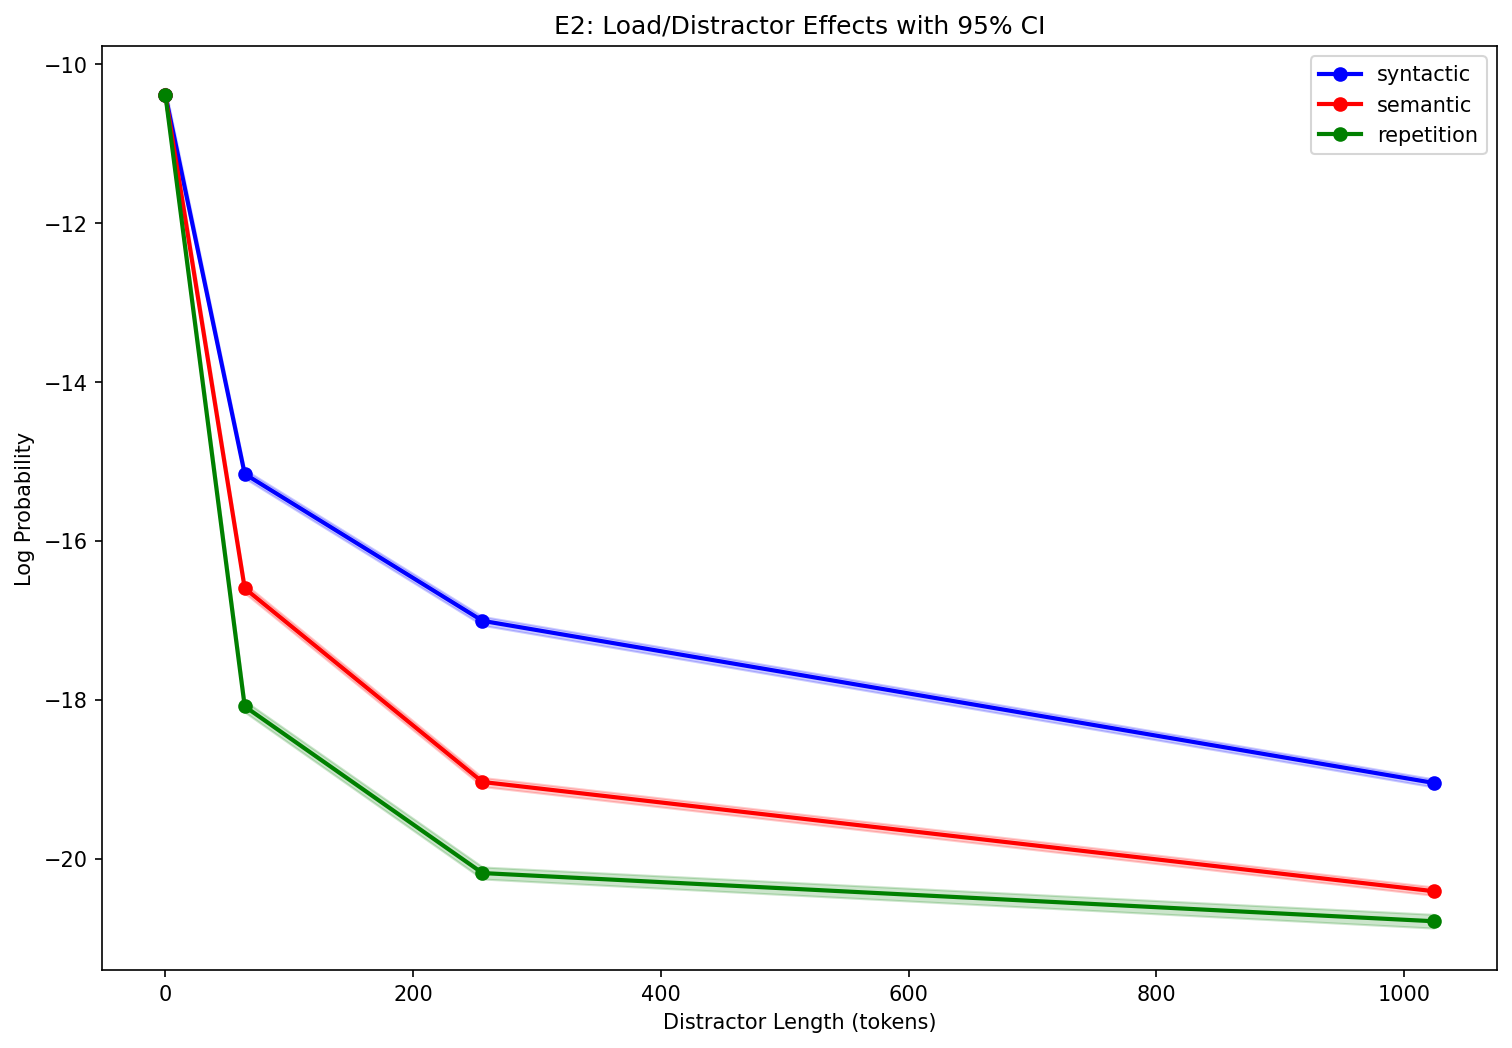 E2: Load/Distractor Effects with 95% CI
syntactic
semantic
repetition
Log Probability
−10
−12
−14
−16
−18
−20
0 200 400 600 800 1000
Distractor Length (tokens)